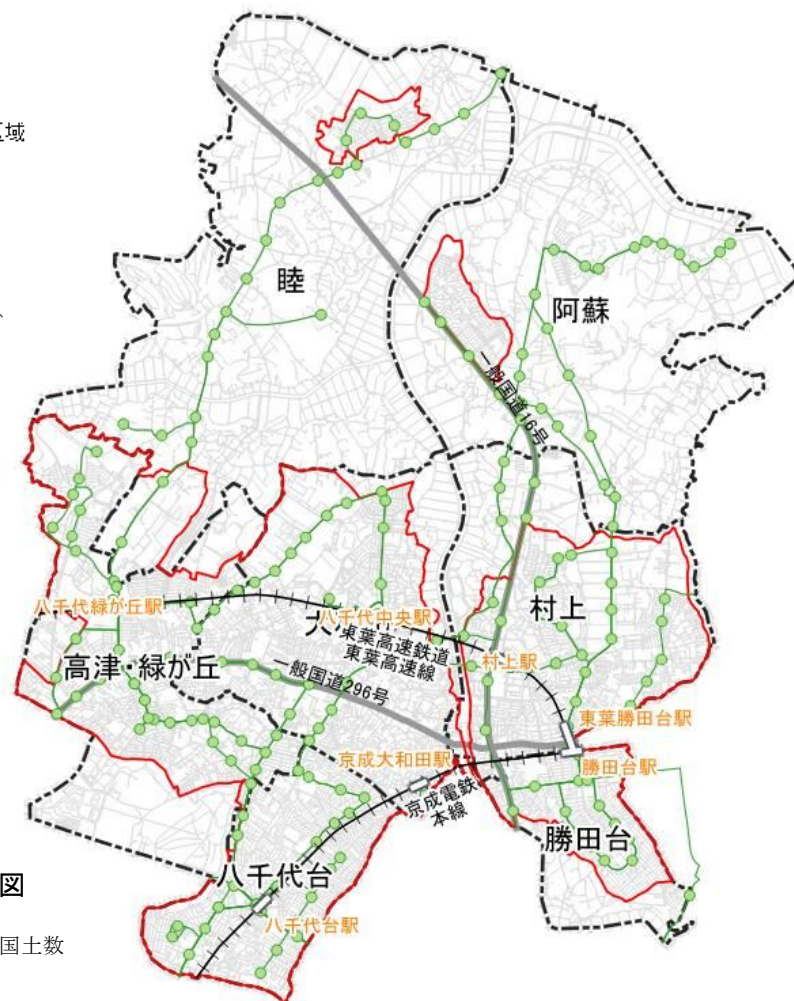 域
睦
阿蘇
一般国道16号
八千代緑が丘駅
八千代中央駅
東葉高速鉄道
東葉高速線
村上
村上駅
高津・緑が丘
一般国道296号
東葉勝田台駅
京成大和田駅
勝田台駅
京成電鉄
本線
勝田台
八千代台
図
八千代台駅
国土数